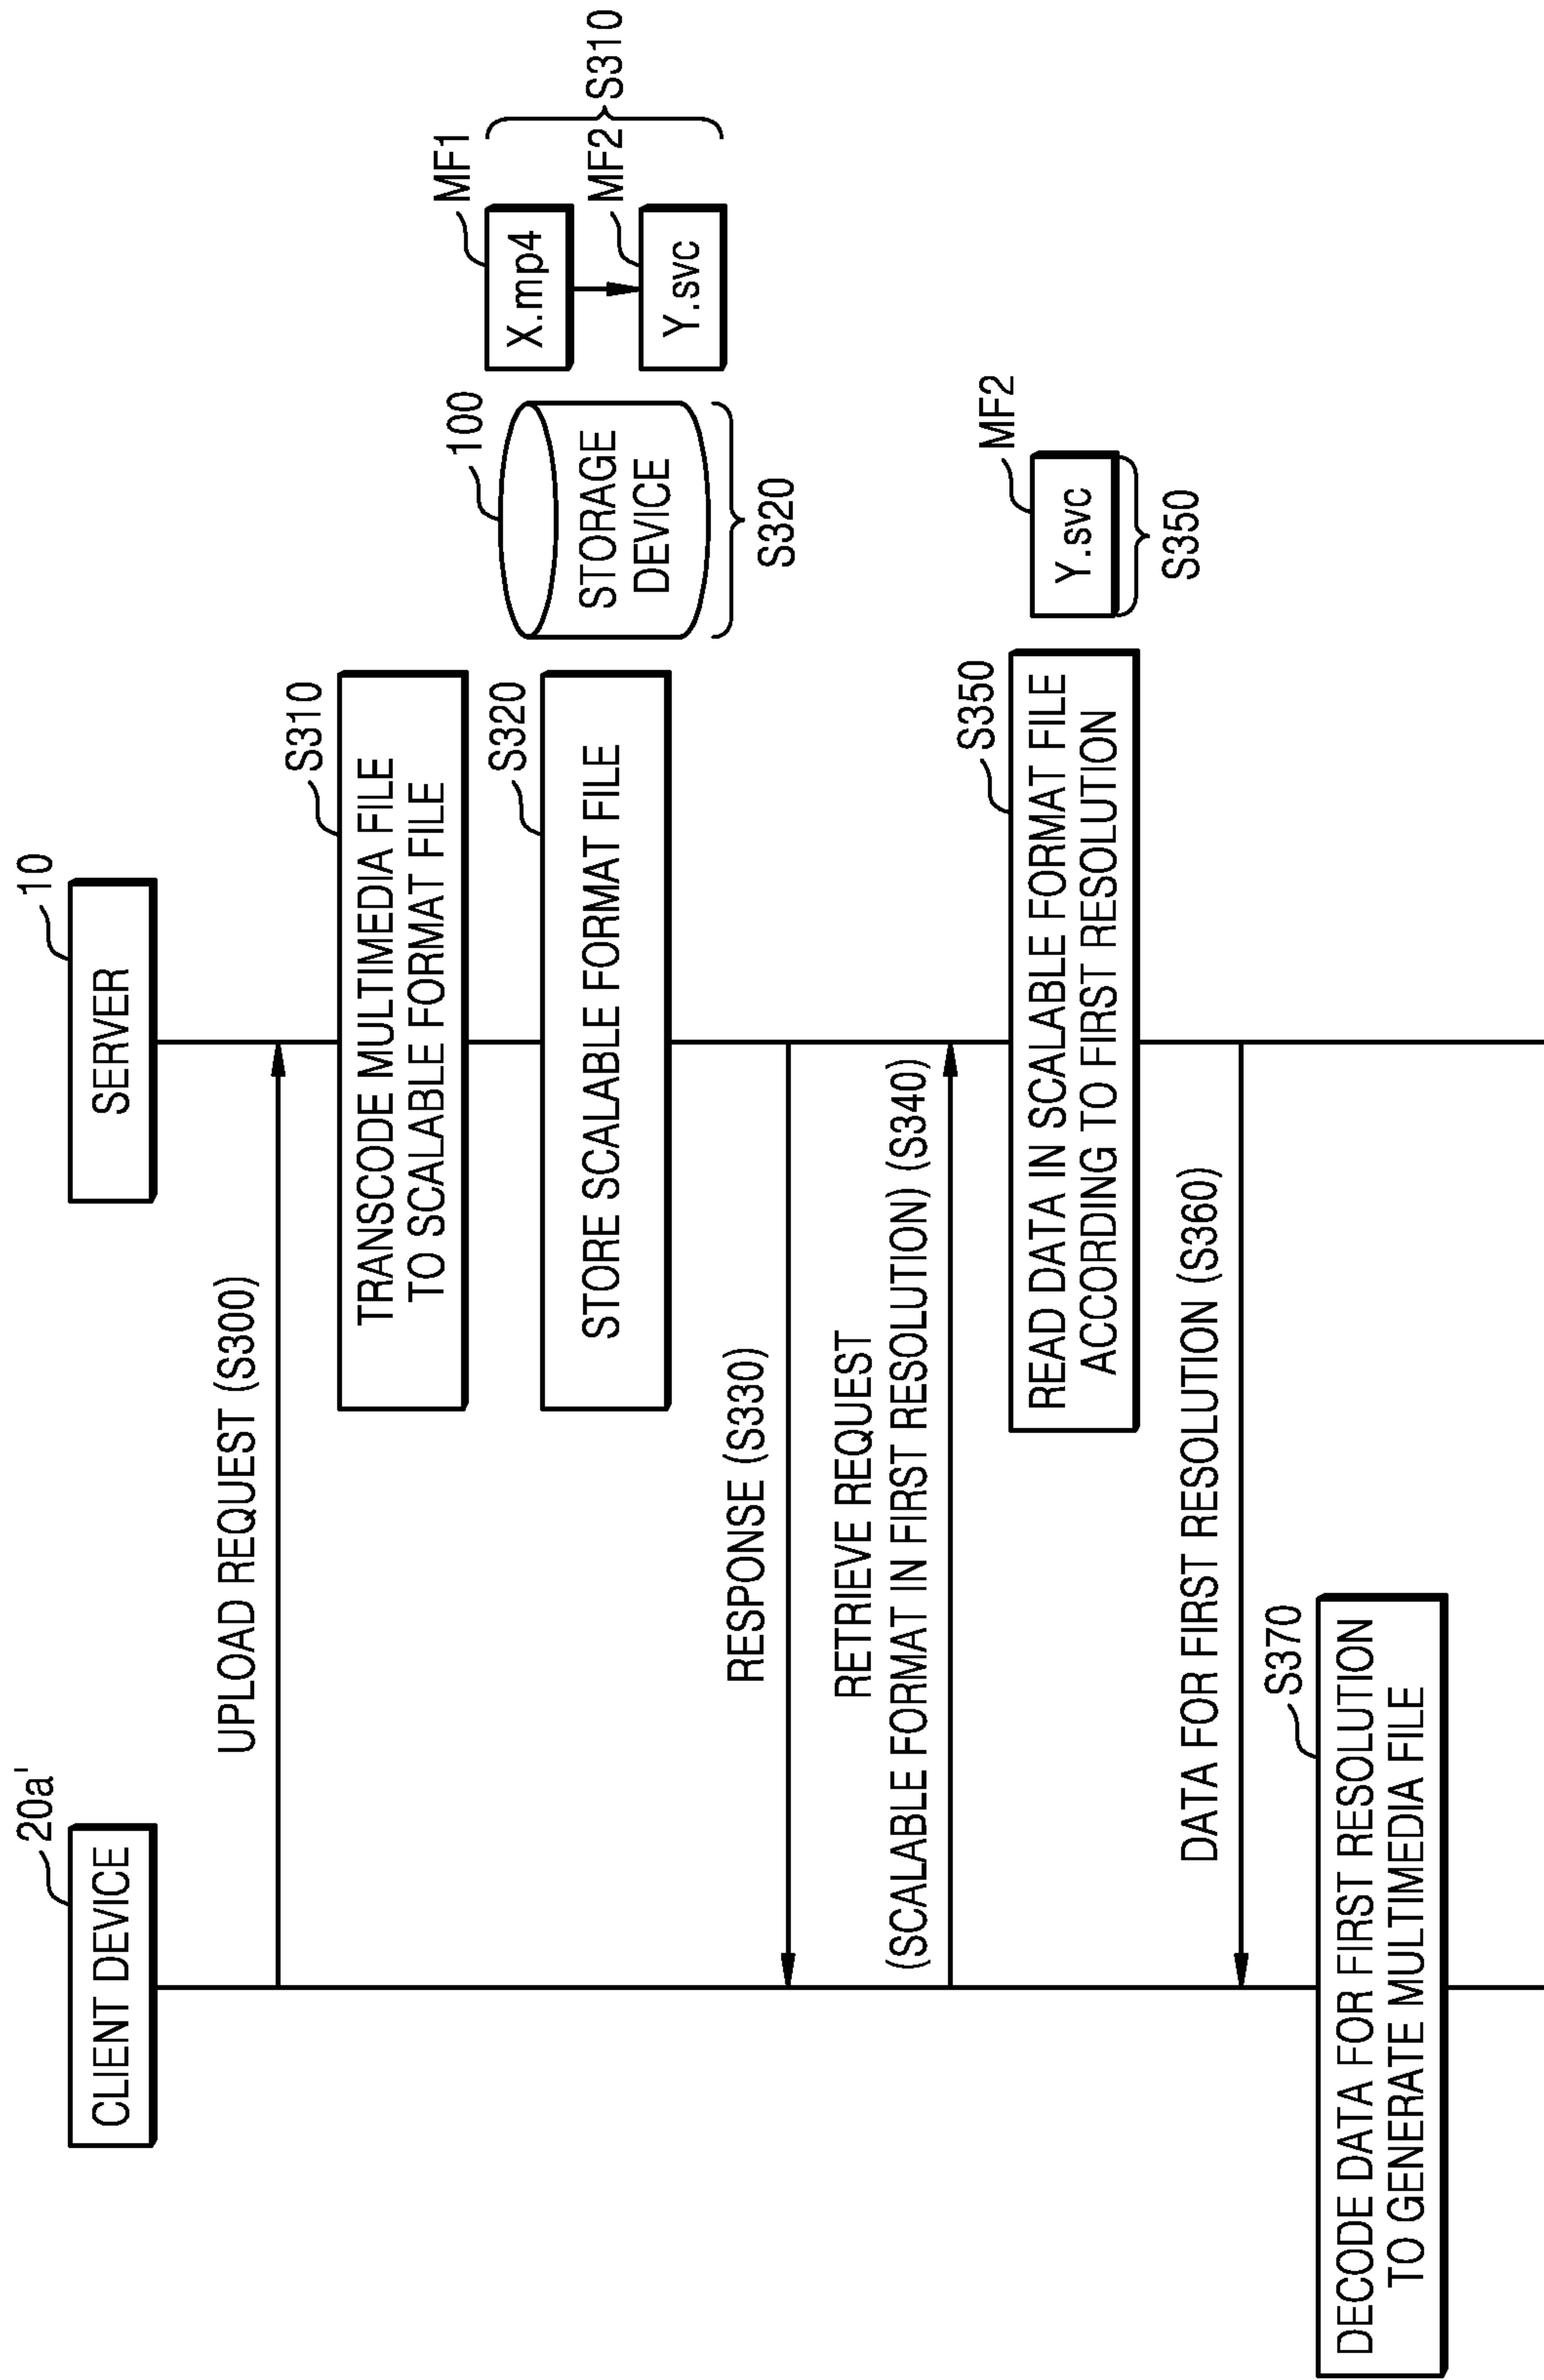 CLIENT DEVICE
20a'
SERVER
10
UPLOAD REQUEST (S300)
S310
TRANSCODE MULTIMEDIA FILE
TO SCALABLE FORMAT FILE
S320
STORE SCALABLE FORMAT FILE
100
STORAGE
DEVICE
S320
MF1
X.mp4
MF2
Y.svc
S310
RESPONSE (S330)
RETRIEVE REQUEST
(SCALABLE FORMAT IN FIRST RESOLUTION) (S340)
S350
READ DATA IN SCALABLE FORMAT FILE
ACCORDING TO FIRST RESOLUTION
MF2
Y.svc
S350
DATA FOR FIRST RESOLUTION (S360)
S370
DECODE DATA FOR FIRST RESOLUTION
TO GENERATE MULTIMEDIA FILE